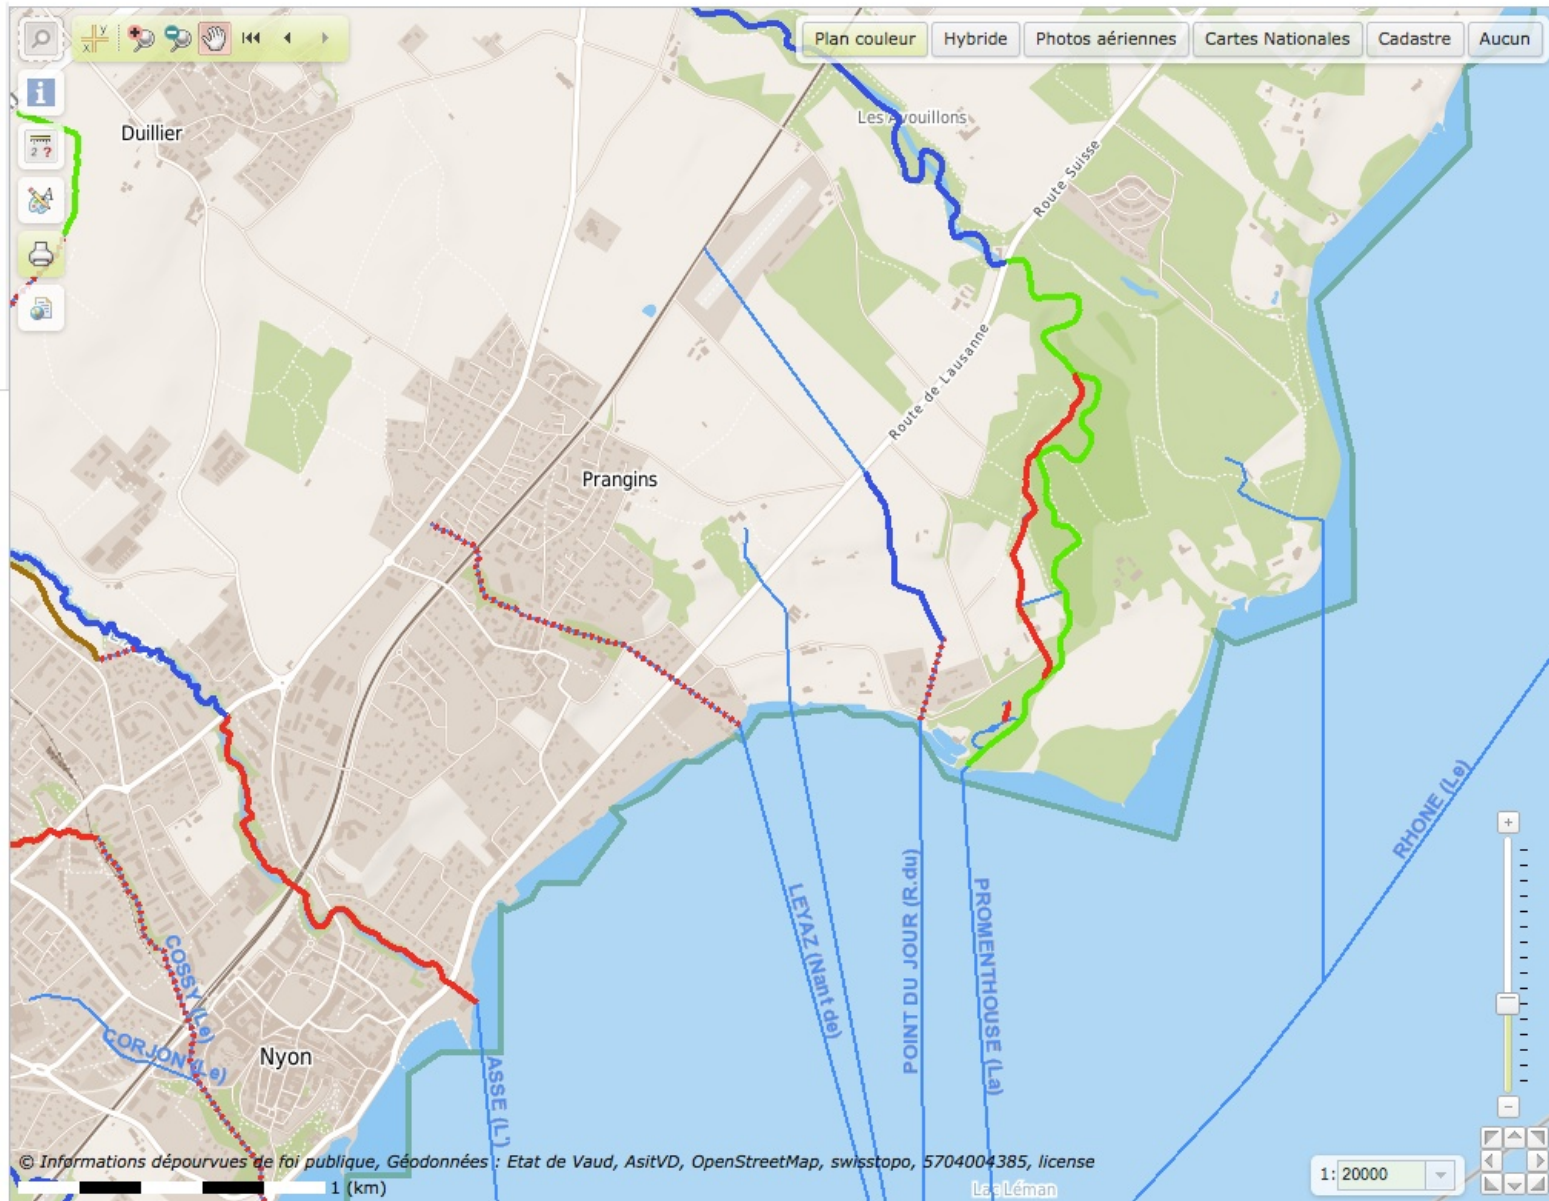 Plan couleur
Hybride
Photos aériennes
Cartes Nationales
Cadastre
Aucun
Duillier
Les Avouillons
Route Suisse
Route de Lausanne
Prangins
RHONE (Le)
LEYAZ (Nant de)
POINT DU JOUR (R.du)
PROMENTHOUSE (La)
COSSY (Le)
CORJON (Le)
Nyon
ASSE (L')
© Informations dépourvues de foi publique, Géodonnées : Etat de Vaud, AsitVD, OpenStreetMap, swisstopo, 5704004385, license
1 (km)
Lac Léman
1: 20000